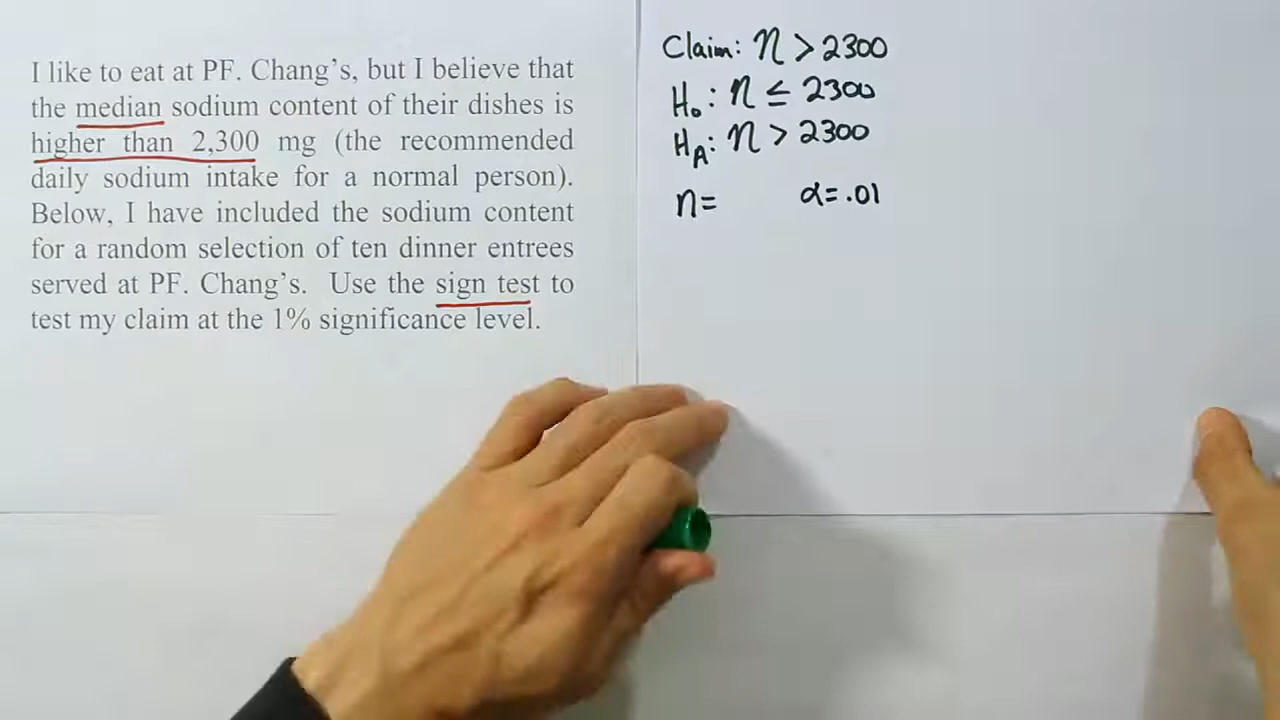 I like to eat at PF. Chang's, but I believe that
the median sodium content of their dishes is
higher than 2,300 mg (the recommended
daily sodium intake for a normal person).
Below, I have included the sodium content
for a random selection of ten dinner entrees
served at PF. Chang's. Use the sign test to
test my claim at the 1% significance level.
Claim: η > 2300
H₀: η ≤ 2300
H_A: η > 2300
n= α=.01